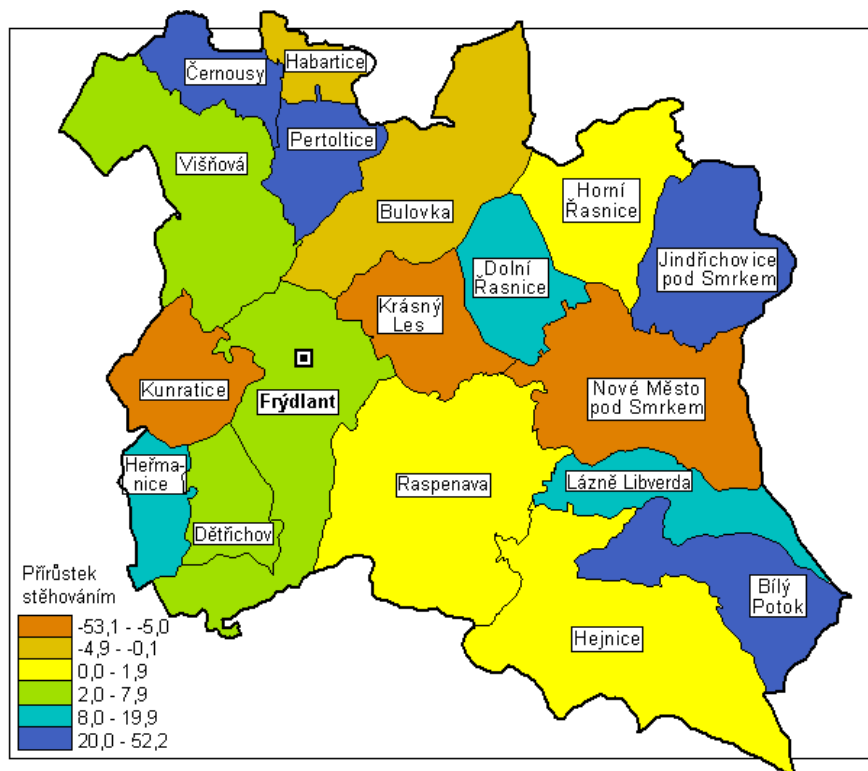 Habartice
Černousy
Pertoltice
Višňová
Horní
Řasnice
Bulovka
Dolní
Řasnice
Jindřichovice
pod Smrkem
Krásný
Les
Kunratice
Frýdlant
Nové Město
pod Smrkem
Heřma-
nice
Raspenava
Lázně Libverda
Dětřichov
Bílý
Potok
Hejnice
Přírůstek
stěhováním
-53,1 - -5,0
-4,9 - -0,1
0,0 - 1,9
2,0 - 7,9
8,0 - 19,9
20,0 - 52,2